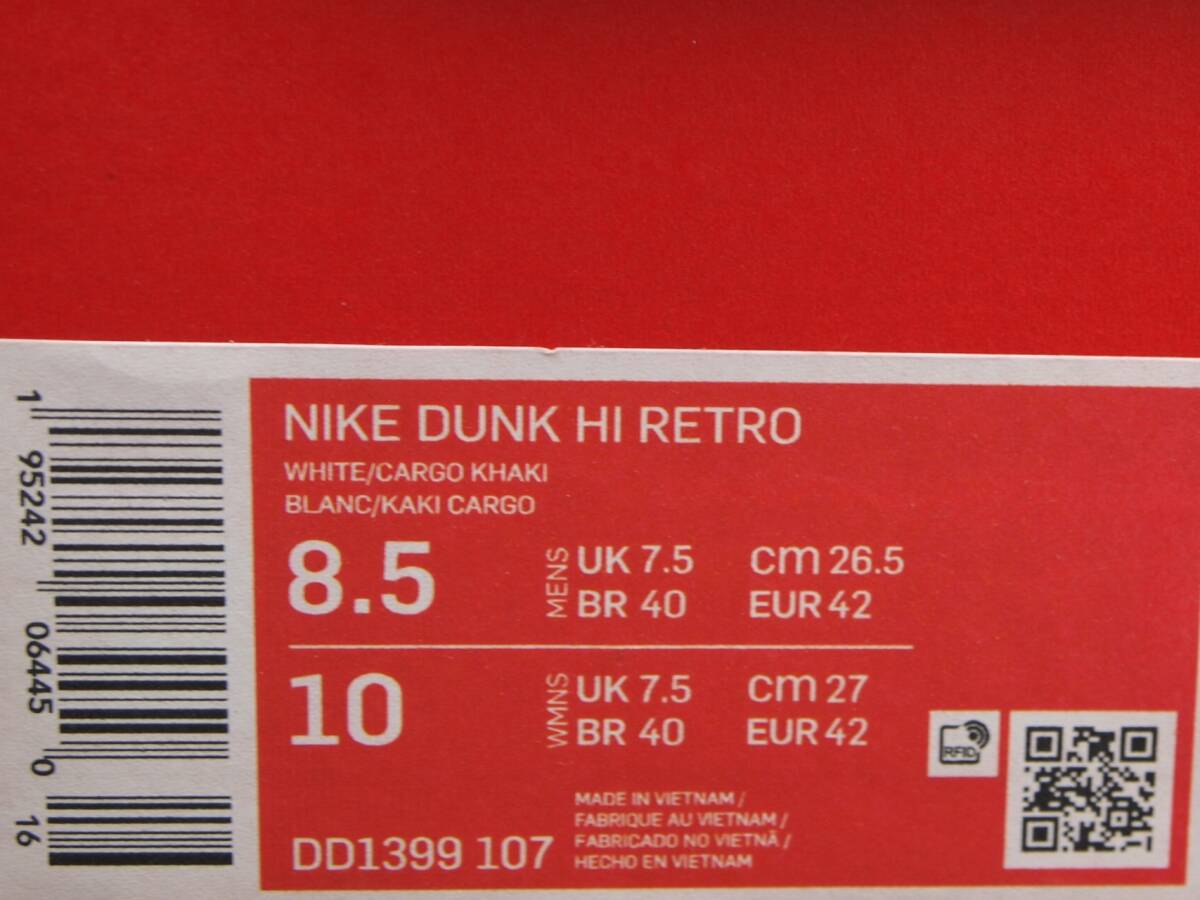 NIKE DUNK HI RETRO
WHITE/CARGO KHAKI
BLANC/KAKI CARGO
8.5 MENS UK 7.5 cm 26.5
BR 40 EUR 42
10 WMNS UK 7.5 cm 27
BR 40 EUR 42
RFID
DD1399 107
MADE IN VIETNAM /
FABRIQUE AU VIETNAM /
FABRICADO NO VIETNÃ /
HECHO EN VIETNAM
1 95242 06445 0 16